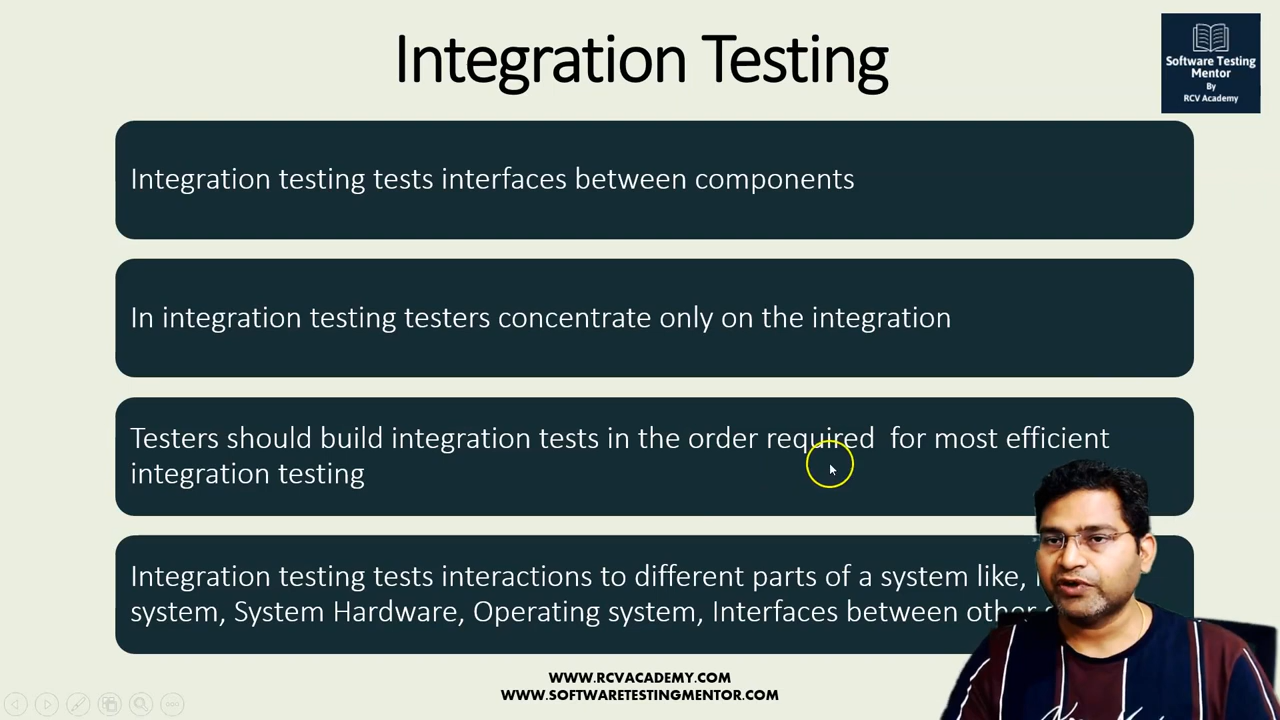 Integration Testing
Software Testing
Mentor
By
RCV Academy
Integration testing tests interfaces between components
In integration testing testers concentrate only on the integration
Testers should build integration tests in the order required for most efficient
integration testing
Integration testing tests interactions to different parts of a system like,
system, System Hardware, Operating system, Interfaces between other
WWW.RCVACADEMY.COM
WWW.SOFTWARETESTINGMENTOR.COM